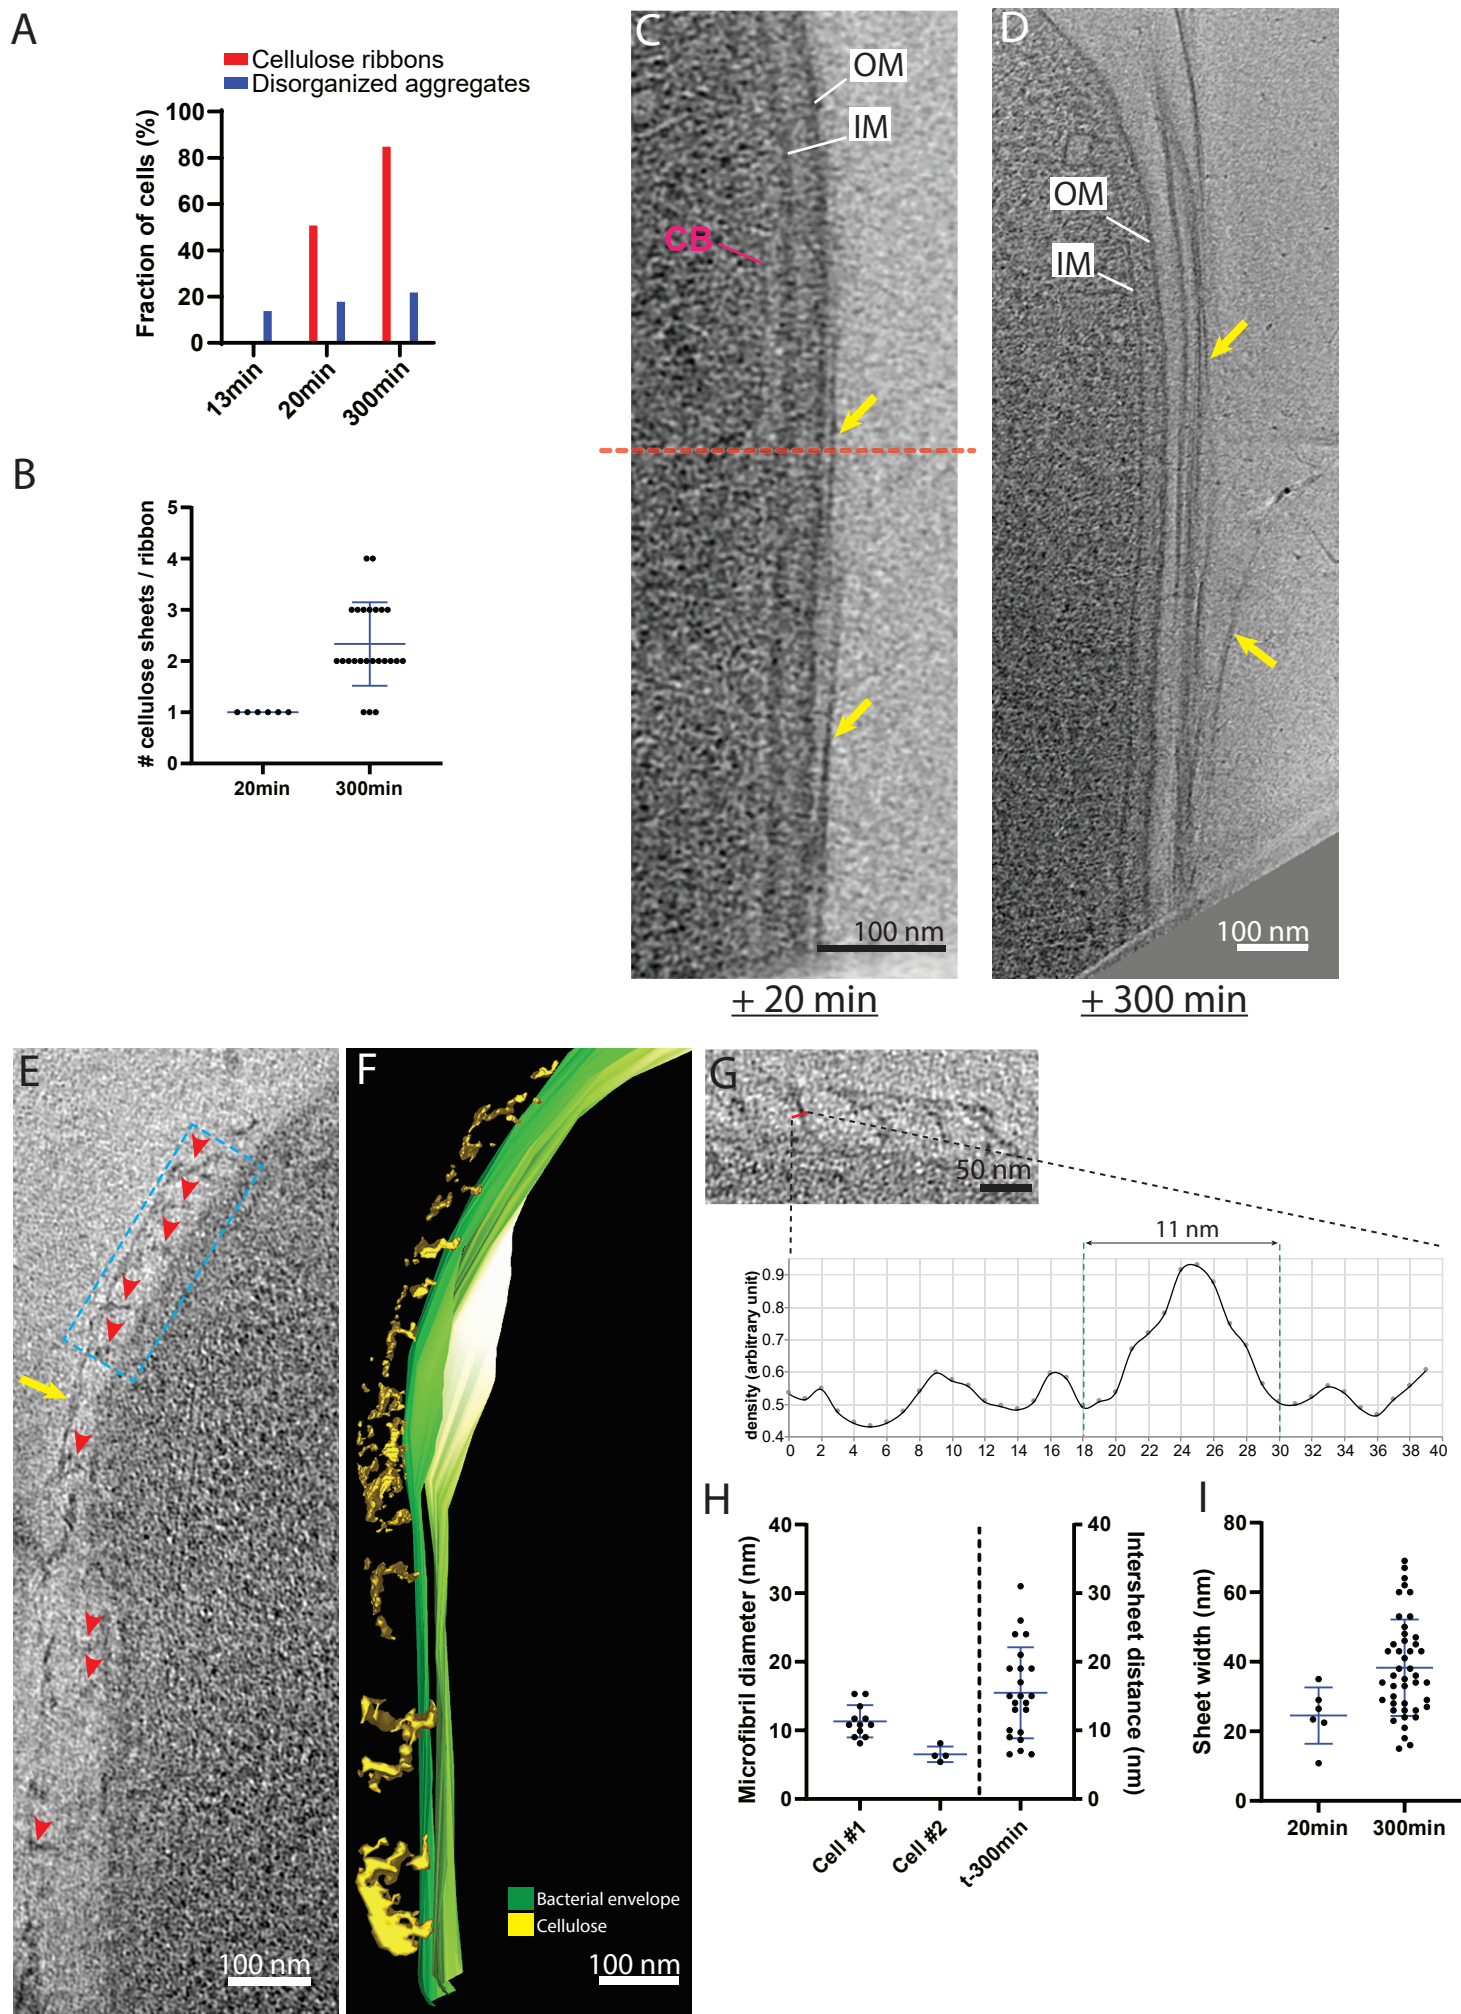 A
Cellulose ribbons
Disorganized aggregates
Fraction of cells (%)
100
80
60
40
20
0
13min
20min
300min
B
# cellulose sheets / ribbon
5
4
3
2
1
0
20min
300min
C
OM
IM
CB
100 nm
+ 20 min
D
OM
IM
100 nm
+ 300 min
E
100 nm
F
Bacterial envelope
Cellulose
100 nm
G
50 nm
11 nm
density (arbitrary unit)
0.9
0.8
0.7
0.6
0.5
0.4
0 2 4 6 8 10 12 14 16 18 20 22 24 26 28 30 32 34 36 38 40
H
Microfibril diameter (nm)
40
30
20
10
0
Cell #1
Cell #2
t-300min
40
30
20
10
0
Intersheet distance (nm)
I
Sheet width (nm)
80
60
40
20
0
20min
300min